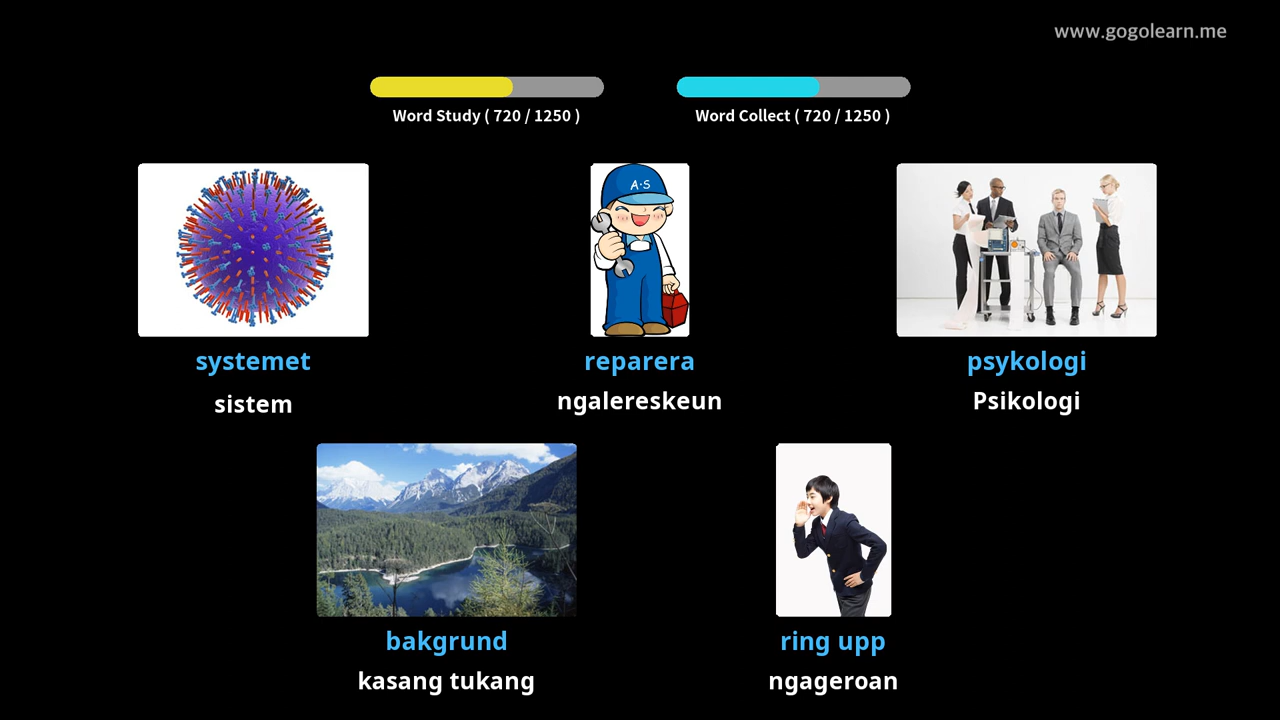 www.gogolearn.me
Word Study ( 720 / 1250 )
Word Collect ( 720 / 1250 )
A·S
systemet
reparera
psykologi
sistem
ngalereskeun
Psikologi
bakgrund
ring upp
kasang tukang
ngageroan